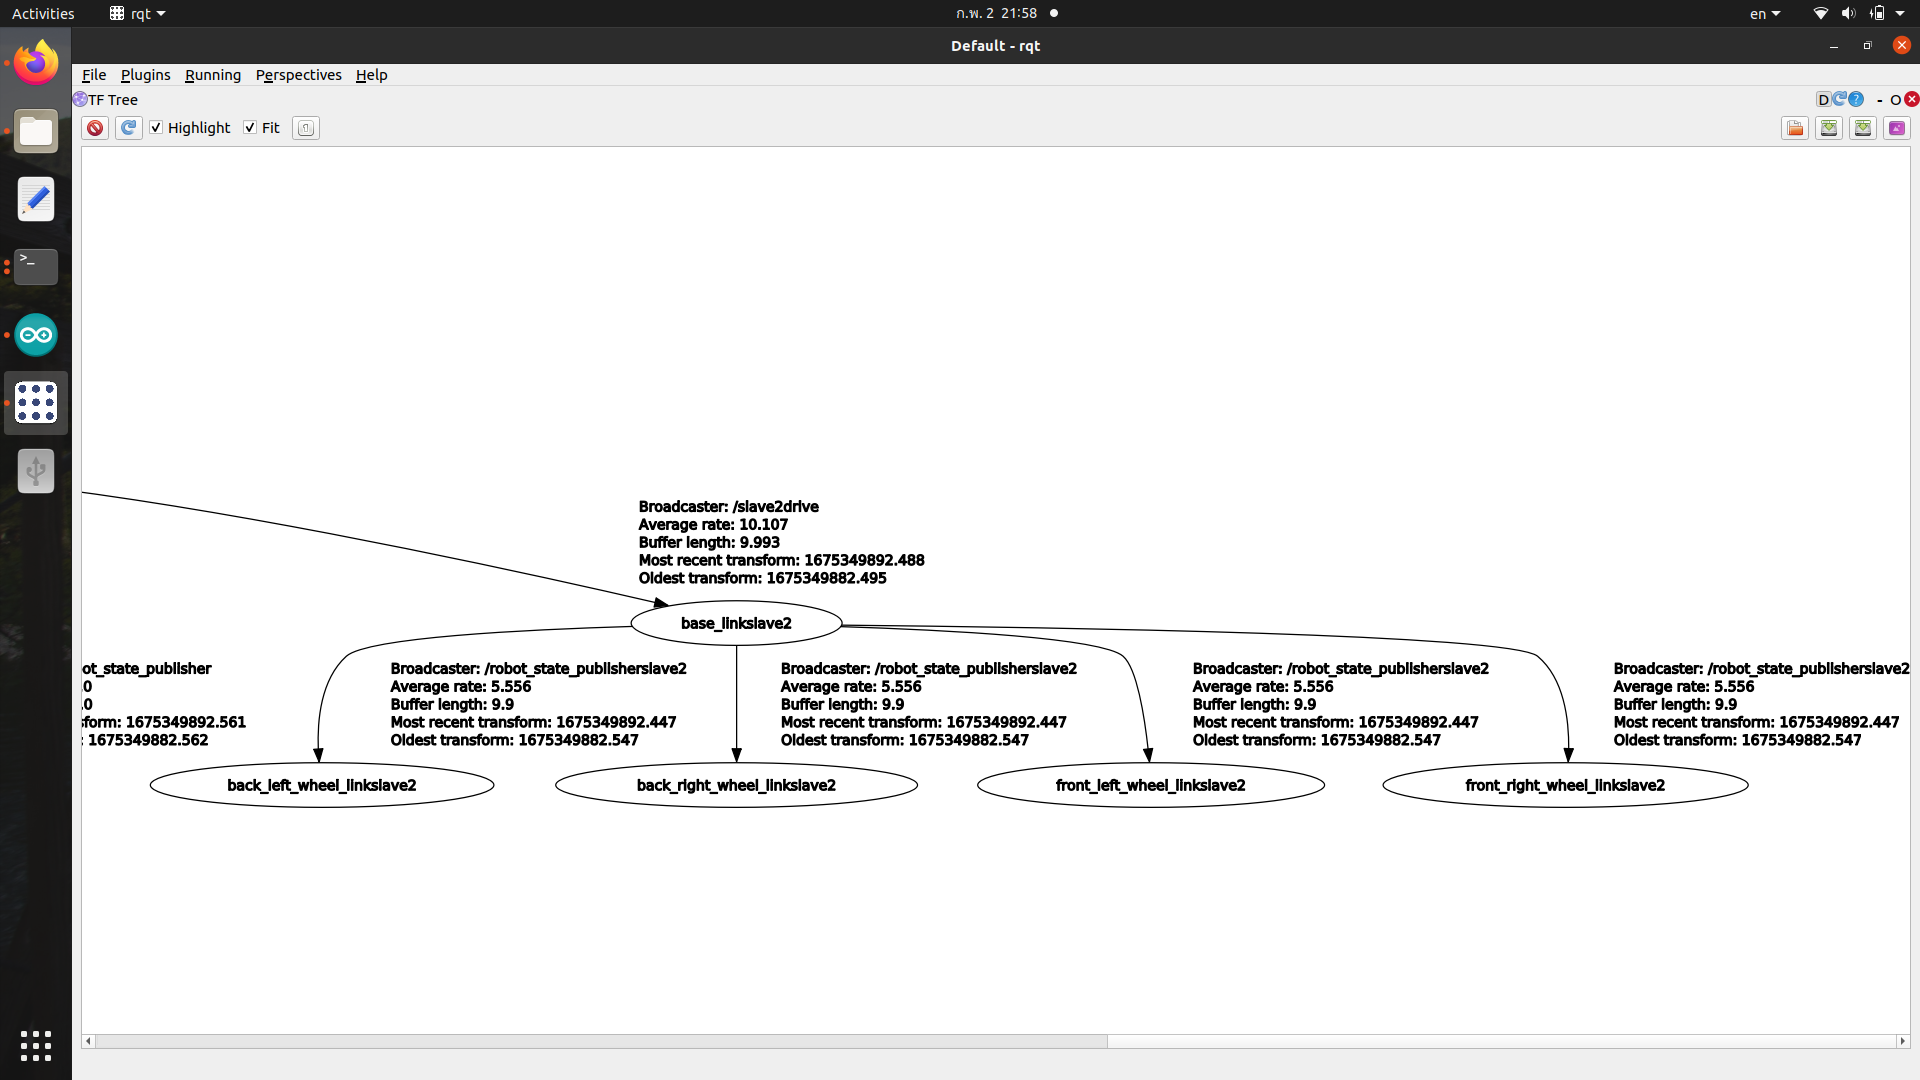 Activities
rqt
ก.พ. 2 21:58
en
Default - rqt
File Plugins Running Perspectives Help
TF Tree
D
?
- O
Highlight
Fit
Broadcaster: /slave2drive
Average rate: 10.107
Buffer length: 9.993
Most recent transform: 1675349892.488
Oldest transform: 1675349882.495
base_linkslave2
ot_state_publisher
.0
.0
sform: 1675349892.561
: 1675349882.562
Broadcaster: /robot_state_publisherslave2
Average rate: 5.556
Buffer length: 9.9
Most recent transform: 1675349892.447
Oldest transform: 1675349882.547
Broadcaster: /robot_state_publisherslave2
Average rate: 5.556
Buffer length: 9.9
Most recent transform: 1675349892.447
Oldest transform: 1675349882.547
Broadcaster: /robot_state_publisherslave2
Average rate: 5.556
Buffer length: 9.9
Most recent transform: 1675349892.447
Oldest transform: 1675349882.547
Broadcaster: /robot_state_publisherslave2
Average rate: 5.556
Buffer length: 9.9
Most recent transform: 1675349892.447
Oldest transform: 1675349882.547
back_left_wheel_linkslave2
back_right_wheel_linkslave2
front_left_wheel_linkslave2
front_right_wheel_linkslave2